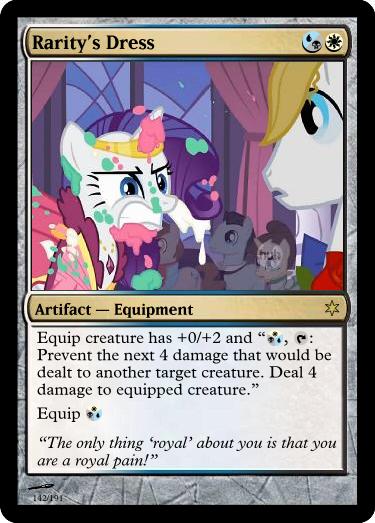 Rarity's Dress
Artifact — Equipment
Equip creature has +0/+2 and “ , :
Prevent the next 4 damage that would be
dealt to another target creature. Deal 4
damage to equipped creature.”
Equip
“The only thing ‘royal’ about you is that you
are a royal pain!”
142/191